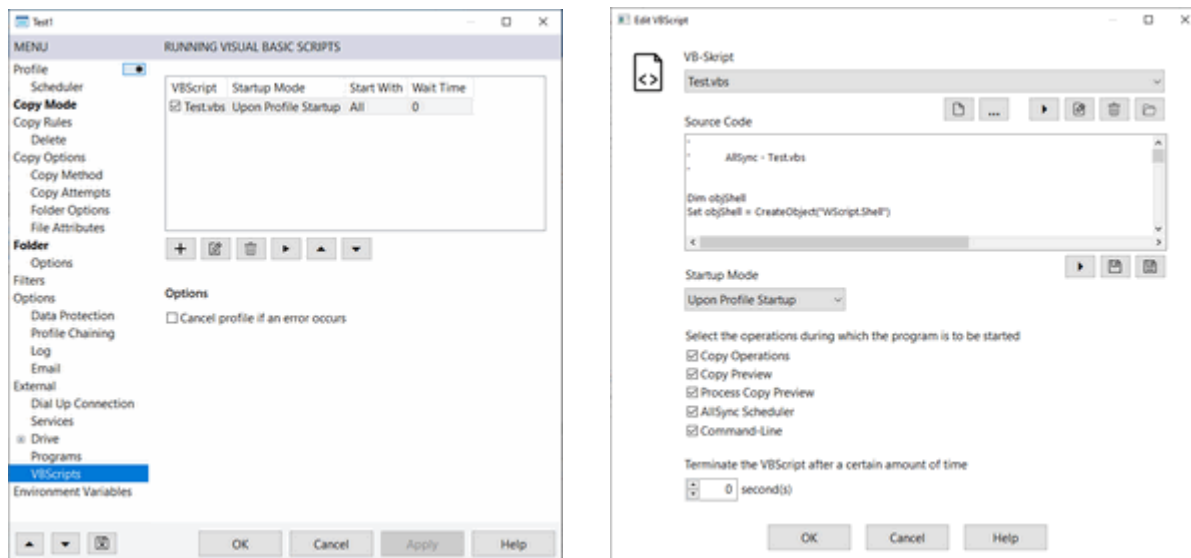 Test1
MENU
RUNNING VISUAL BASIC SCRIPTS
Profile
Scheduler
Copy Mode
Copy Rules
Delete
Copy Options
Copy Method
Copy Attempts
Folder Options
File Attributes
Folder
Options
Filters
Options
Data Protection
Profile Chaining
Log
Email
External
Dial Up Connection
Services
Drive
Programs
VBScripts
Environment Variables
VBScript Startup Mode Start With Wait Time
Test.vbs Upon Profile Startup All 0
Options
Cancel profile if an error occurs
OK Cancel Apply Help
Edit VBScript
VB-Skript
Test.vbs
...
Source Code
'
' AllSync - Test.vbs
'
Dim objShell
Set objShell = CreateObject("WScript.Shell")
Startup Mode
Upon Profile Startup
Select the operations during which the program is to be started
Copy Operations
Copy Preview
Process Copy Preview
AllSync Scheduler
Command-Line
Terminate the VBScript after a certain amount of time
0 second(s)
OK Cancel Help